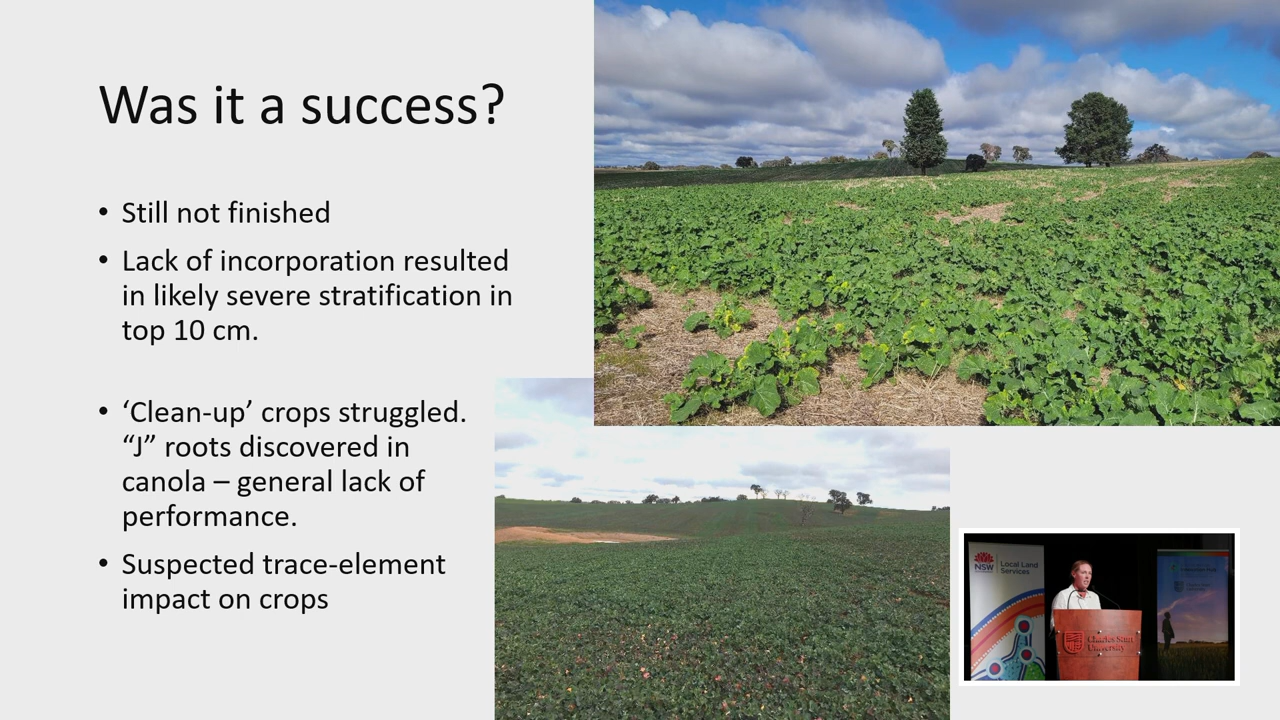 Was it a success?
• Still not finished
• Lack of incorporation resulted
in likely severe stratification in
top 10 cm.
• ‘Clean-up’ crops struggled.
“J” roots discovered in
canola – general lack of
performance.
• Suspected trace-element
impact on crops
NSW
Local Land
Services
Charles Sturt
University